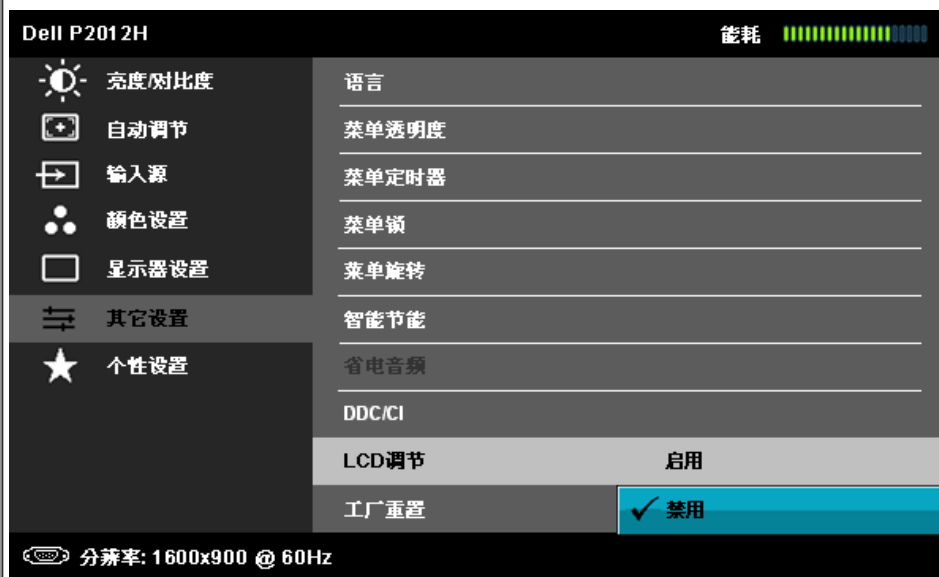 Dell P2012H 能耗
亮度/对比度
自动调节
输入源
颜色设置
显示器设置
其它设置
个性设置
语言
菜单透明度
菜单定时器
菜单锁
菜单旋转
智能节能
省电音频
DDC/CI
LCD调节 启用
工厂重置 禁用
分辨率: 1600x900 @ 60Hz